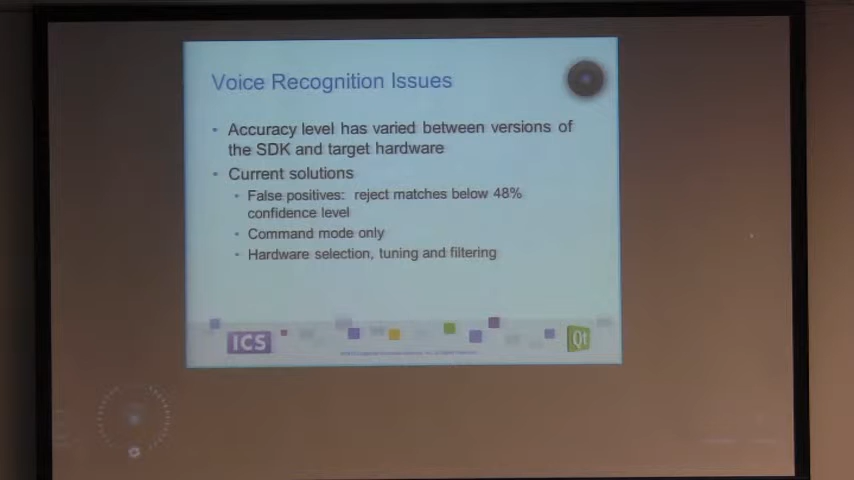 Voice Recognition Issues
• Accuracy level has varied between versions of
the SDK and target hardware
• Current solutions
• False positives: reject matches below 48%
confidence level
• Command mode only
• Hardware selection, tuning and filtering
ICS
Qt